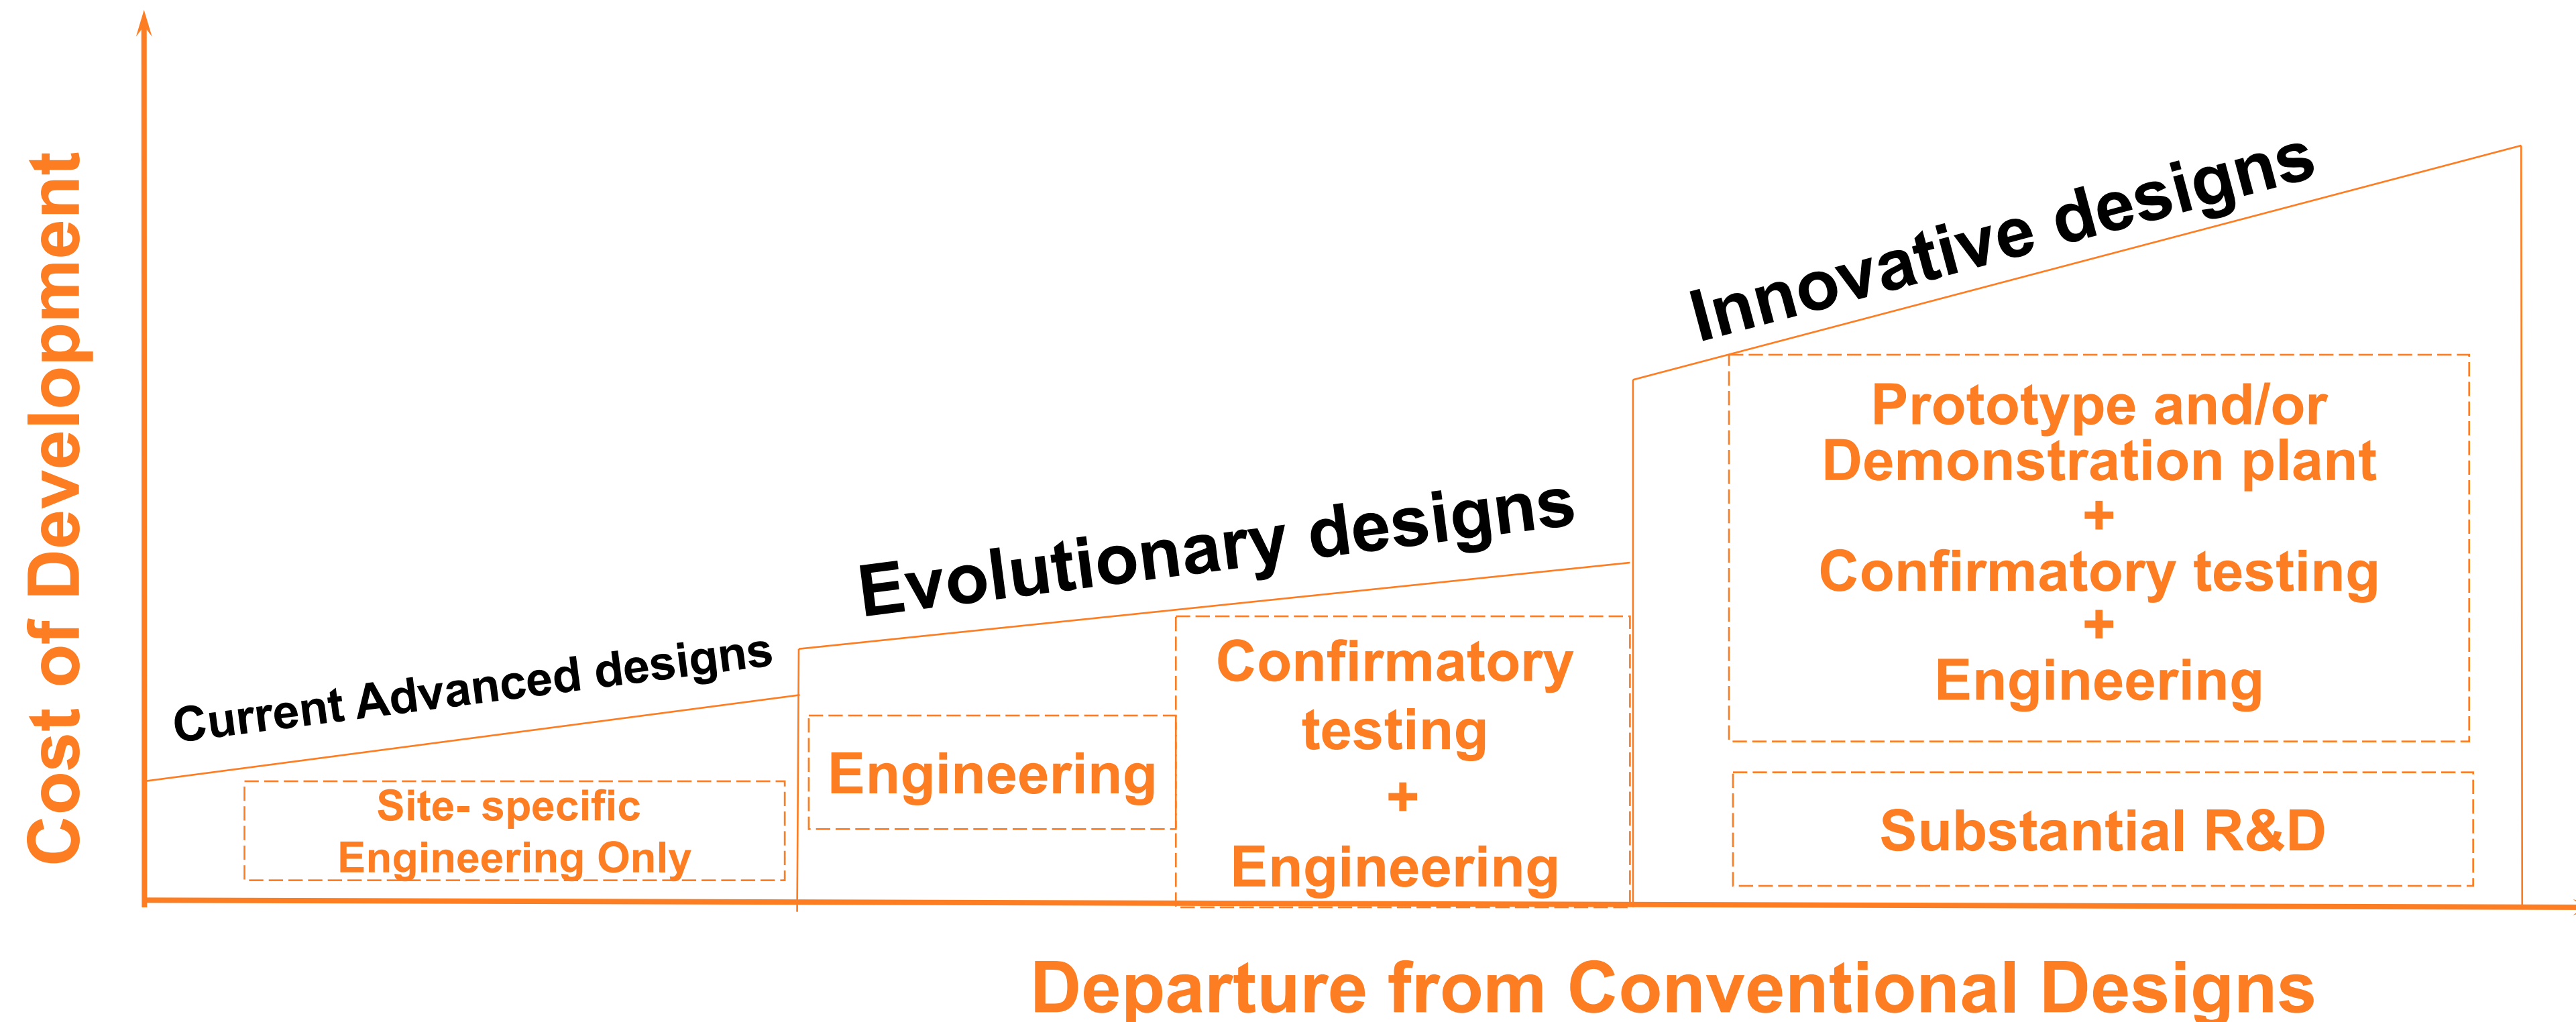 Cost of Development
Current Advanced designs
Site- specific
Engineering Only
Evolutionary designs
Engineering
Confirmatory
testing
+
Engineering
Innovative designs
Prototype and/or
Demonstration plant
+
Confirmatory testing
+
Engineering
Substantial R&D
Departure from Conventional Designs